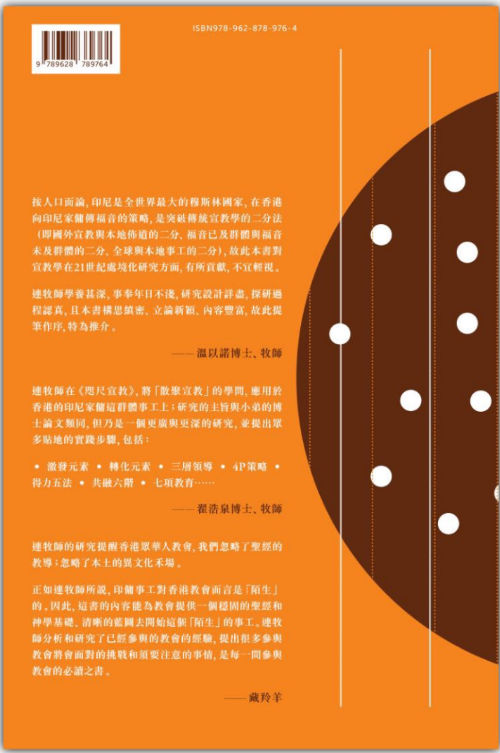 ISBN978-962-878-976-4
9 789628 789764
按人口而論，印尼是全世界最大的穆斯林國家，在香港
向印尼家傭傳福音的策略，是突破傳統宣教學的二分法
（即國外宣教與本地佈道的二分、福音已及群體與福音
未及群體的二分、全球與本地事工的二分），故此本書對
宣教學在21世紀處境化研究方面，有所貢獻，不宜輕視。
連牧師學養甚深，事奉年日不淺，研究設計詳盡，探研過
程認真，且本書構思縝密、立論新穎、內容豐富，故此提
筆作序，特為推介。
——溫以諾博士、牧師
連牧師在《咫尺宣教》，將「散聚宣教」的學問，應用於
香港的印尼家傭這群體事工上；研究的主旨與小弟的博
士論文類同，但乃是一個更廣與更深的研究，並提出眾
多貼地的實踐步驟，包括：
• 激發元素 • 轉化元素 • 三層領導 • 4P策略 •
得力五法 • 共融六階 • 七項教育……
——翟浩泉博士、牧師
連牧師的研究提醒香港眾華人教會，我們忽略了聖經的
教導；忽略了本土的異文化禾場。
正如連牧師所說，印傭事工對香港教會而言是「陌生」
的。因此，這書的內容能為教會提供一個穩固的聖經和
神學基礎，清晰的藍圖去開始這個「陌生」的事工。連牧
師分析和研究了已經參與的教會的經驗，提出很多參與
教會將會面對的挑戰和須要注意的事情，是每一間參與
教會的必讀之書。
——藏羚羊